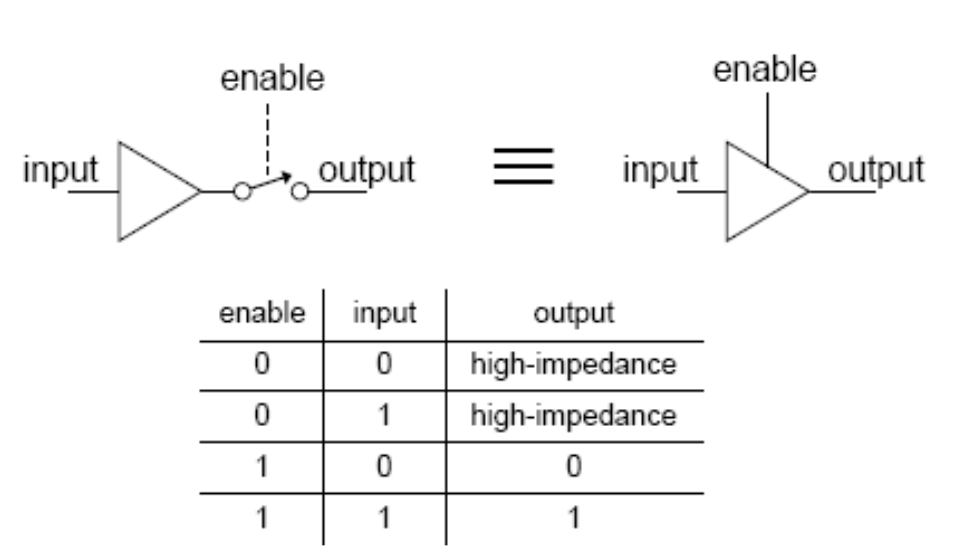 enable
input output
≡
enable
input output
enable input output
0 0 high-impedance
0 1 high-impedance
1 0 0
1 1 1